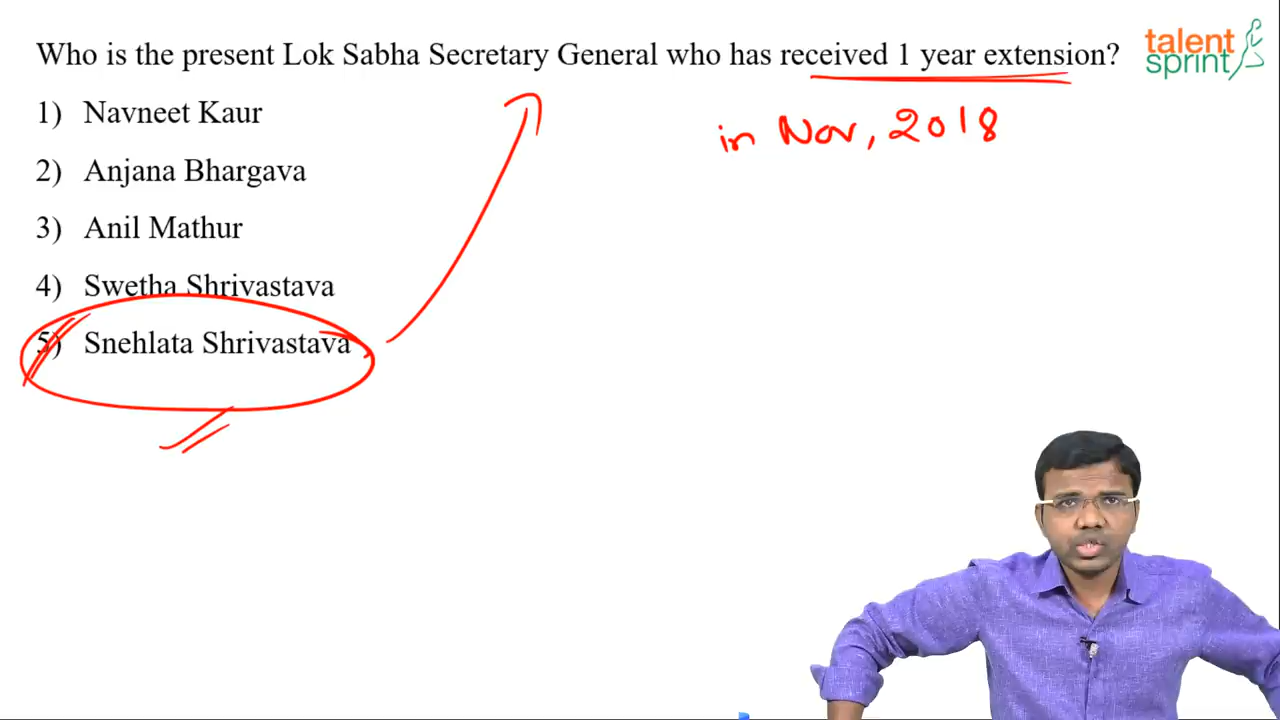 Who is the present Lok Sabha Secretary General who has received 1 year extension?
talent
sprint
in Nov, 2018
1) Navneet Kaur
2) Anjana Bhargava
3) Anil Mathur
4) Swetha Shrivastava
5) Snehlata Shrivastava